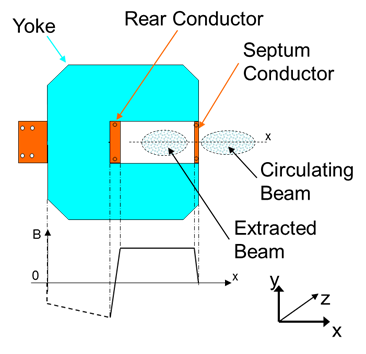 Rear Conductor
Yoke
Septum
Conductor
x
Circulating
Beam
Extracted
Beam
B
0
x
y
z
x